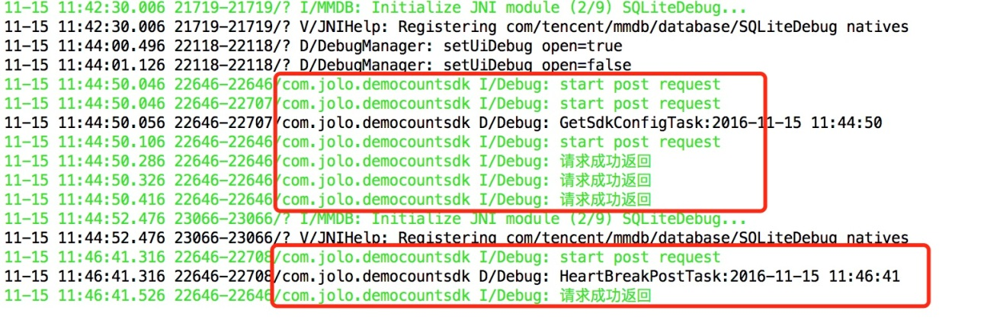 11-15 11:42:30.006 21719-21719/? I/MMDB: Initialize JNI module (2/9) SQLiteDebug...
11-15 11:42:30.006 21719-21719/? V/JNIHelp: Registering com/tencent/mmdb/database/SQLiteDebug natives
11-15 11:44:00.496 22118-22118/? D/DebugManager: setUiDebug open=true
11-15 11:44:01.126 22118-22118/? D/DebugManager: setUiDebug open=false
11-15 11:44:50.046 22646-22646/com.jolo.democountsdk I/Debug: start post request
11-15 11:44:50.046 22646-22707/com.jolo.democountsdk I/Debug: start post request
11-15 11:44:50.056 22646-22707/com.jolo.democountsdk D/Debug: GetSdkConfigTask:2016-11-15 11:44:50
11-15 11:44:50.106 22646-22646/com.jolo.democountsdk I/Debug: start post request
11-15 11:44:50.286 22646-22646/com.jolo.democountsdk I/Debug: 请求成功返回
11-15 11:44:50.326 22646-22646/com.jolo.democountsdk I/Debug: 请求成功返回
11-15 11:44:50.416 22646-22646/com.jolo.democountsdk I/Debug: 请求成功返回
11-15 11:44:52.476 23066-23066/? I/MMDB: Initialize JNI module (2/9) SQLiteDebug...
11-15 11:44:52.476 23066-23066/? V/JNIHelp: Registering com/tencent/mmdb/database/SQLiteDebug natives
11-15 11:46:41.316 22646-22708/com.jolo.democountsdk I/Debug: start post request
11-15 11:46:41.316 22646-22708/com.jolo.democountsdk D/Debug: HeartBreakPostTask:2016-11-15 11:46:41
11-15 11:46:41.526 22646-22646/com.jolo.democountsdk I/Debug: 请求成功返回